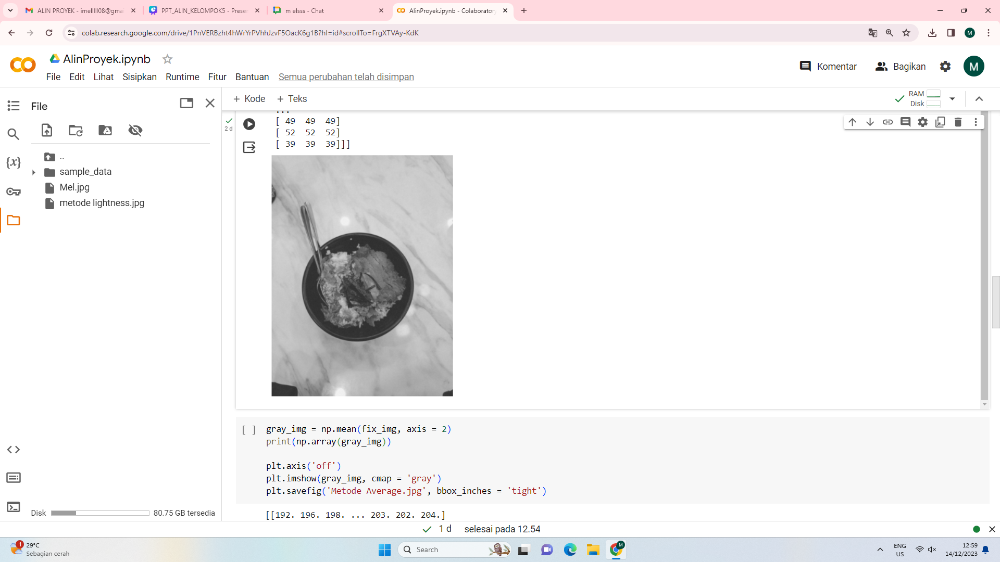 ALIN PROYEK - imelllll08@gma
PPT_ALIN_KELOMPOK5 - Presen
m elsss - Chat
AlinProyek.ipynb - Colaboratory
colab.research.google.com/drive/1PnVERBzht4hWrYrPVhhJzvF5OacK6g1B?hl=id#scrollTo=FrgXTVAy-KdK
M
AlinProyek.ipynb
File Edit Lihat Sisipkan Runtime Fitur Bantuan Semua perubahan telah disimpan
Komentar
Bagikan
M
File
+ Kode + Teks
RAM
Disk
..
sample_data
Mel.jpg
metode lightness.jpg
{x}
Disk 80.75 GB tersedia
2 d
...
[ 49 49 49]
[ 52 52 52]
[ 39 39 39]]]
[ ]
gray_img = np.mean(fix_img, axis = 2)
print(np.array(gray_img))
plt.axis('off')
plt.imshow(gray_img, cmap = 'gray')
plt.savefig('Metode Average.jpg', bbox_inches = 'tight')
[[192. 196. 198. ... 203. 202. 204.]
1 d selesai pada 12.54
1
29°C
Sebagian cerah
Search
M
ENG
US
12:59
14/12/2023